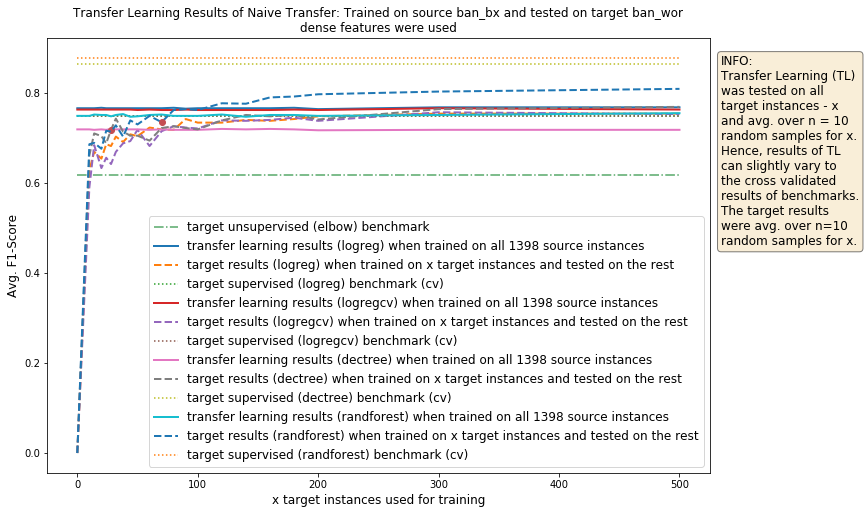 Transfer Learning Results of Naive Transfer: Trained on source ban_bx and tested on target ban_wor
dense features were used
Avg. F1-Score
0.8
0.6
0.4
0.2
0.0
0
100
200
300
400
500
x target instances used for training
target unsupervised (elbow) benchmark
transfer learning results (logreg) when trained on all 1398 source instances
target results (logreg) when trained on x target instances and tested on the rest
target supervised (logreg) benchmark (cv)
transfer learning results (logregcv) when trained on all 1398 source instances
target results (logregcv) when trained on x target instances and tested on the rest
target supervised (logregcv) benchmark (cv)
transfer learning results (dectree) when trained on all 1398 source instances
target results (dectree) when trained on x target instances and tested on the rest
target supervised (dectree) benchmark (cv)
transfer learning results (randforest) when trained on all 1398 source instances
target results (randforest) when trained on x target instances and tested on the rest
target supervised (randforest) benchmark (cv)
INFO:
Transfer Learning (TL)
was tested on all
target instances - x
and avg. over n = 10
random samples for x.
Hence, results of TL
can slightly vary to
the cross validated
results of benchmarks.
The target results
were avg. over n=10
random samples for x.